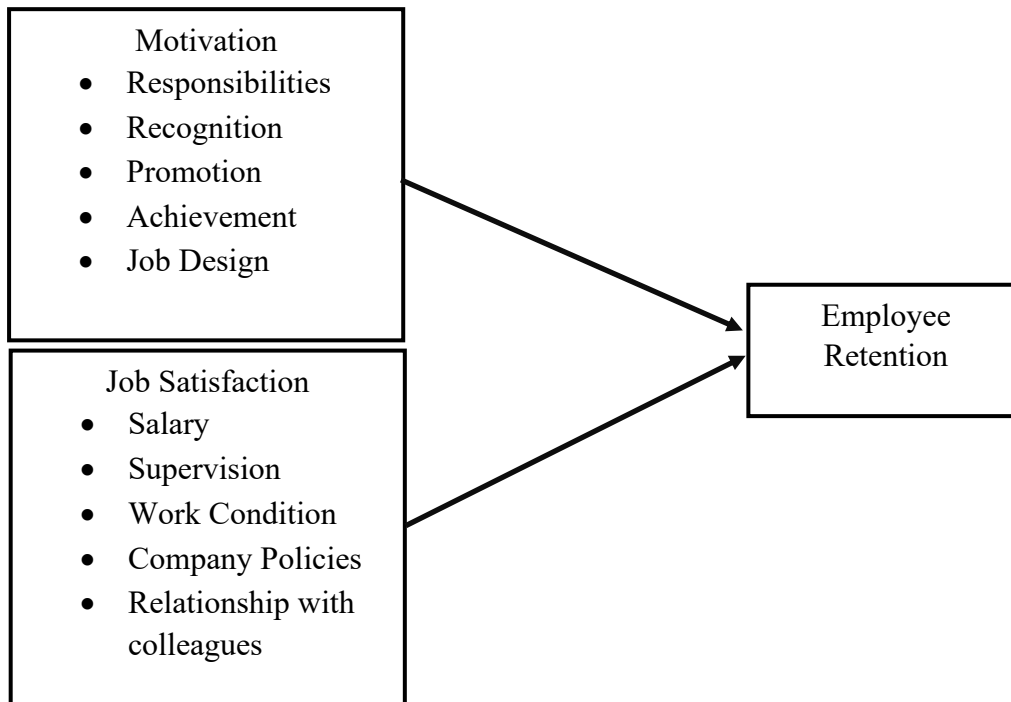 Motivation
• Responsibilities
• Recognition
• Promotion
• Achievement
• Job Design
Job Satisfaction
• Salary
• Supervision
• Work Condition
• Company Policies
• Relationship with
colleagues
Employee
Retention